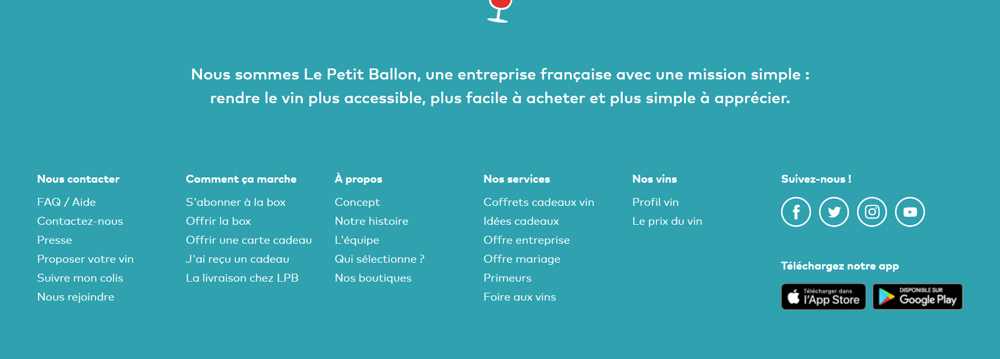 Nous sommes Le Petit Ballon, une entreprise française avec une mission simple :
rendre le vin plus accessible, plus facile à acheter et plus simple à apprécier.
Nous contacter
FAQ / Aide
Contactez-nous
Presse
Proposer votre vin
Suivre mon colis
Nous rejoindre
Comment ça marche
S'abonner à la box
Offrir la box
Offrir une carte cadeau
J'ai reçu un cadeau
La livraison chez LPB
À propos
Concept
Notre histoire
L'équipe
Qui sélectionne ?
Nos boutiques
Nos services
Coffrets cadeaux vin
Idées cadeaux
Offre entreprise
Offre mariage
Primeurs
Foire aux vins
Nos vins
Profil vin
Le prix du vin
Suivez-nous !
Téléchargez notre app
Télécharger dans
l'App Store
DISPONIBLE SUR
Google Play